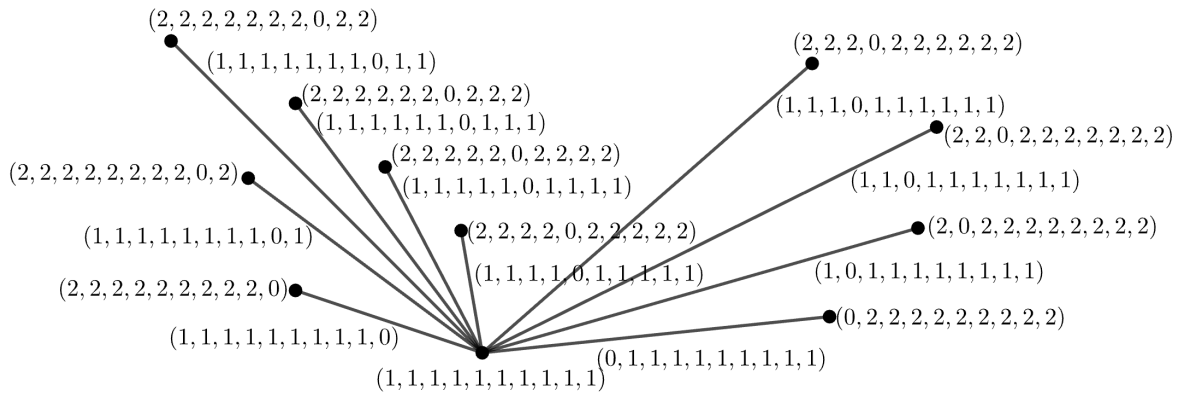 (2, 2, 2, 2, 2, 2, 2, 0, 2, 2)
(2, 2, 2, 0, 2, 2, 2, 2, 2, 2)
(1, 1, 1, 1, 1, 1, 1, 0, 1, 1)
(2, 2, 2, 2, 2, 2, 0, 2, 2, 2)
(1, 1, 1, 0, 1, 1, 1, 1, 1, 1)
(1, 1, 1, 1, 1, 1, 0, 1, 1, 1)
(2, 2, 0, 2, 2, 2, 2, 2, 2, 2)
(2, 2, 2, 2, 2, 0, 2, 2, 2, 2)
(2, 2, 2, 2, 2, 2, 2, 2, 0, 2)
(1, 1, 1, 1, 1, 0, 1, 1, 1, 1)
(1, 1, 0, 1, 1, 1, 1, 1, 1, 1)
(1, 1, 1, 1, 1, 1, 1, 1, 0, 1)
(2, 2, 2, 2, 0, 2, 2, 2, 2, 2)
(2, 0, 2, 2, 2, 2, 2, 2, 2, 2)
(1, 1, 1, 1, 0, 1, 1, 1, 1, 1)
(1, 0, 1, 1, 1, 1, 1, 1, 1, 1)
(2, 2, 2, 2, 2, 2, 2, 2, 2, 0)
(0, 2, 2, 2, 2, 2, 2, 2, 2, 2)
(1, 1, 1, 1, 1, 1, 1, 1, 1, 0)
(0, 1, 1, 1, 1, 1, 1, 1, 1, 1)
(1, 1, 1, 1, 1, 1, 1, 1, 1, 1)